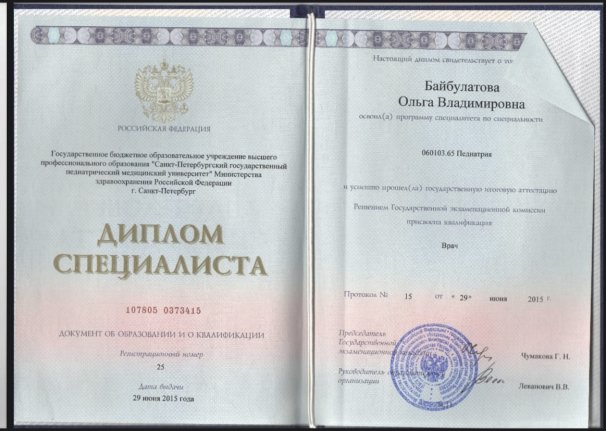 РОССИЙСКАЯ ФЕДЕРАЦИЯ
Государственное бюджетное образовательное учреждение высшего
профессионального образования "Санкт-Петербургский государственный
педиатрический медицинский университет" Министерства
здравоохранения Российской Федерации
г. Санкт-Петербург
ДИПЛОМ
СПЕЦИАЛИСТА
107805 0373415
ДОКУМЕНТ ОБ ОБРАЗОВАНИИ И О КВАЛИФИКАЦИИ
Регистрационный номер
25
Дата выдачи
29 июня 2015 года
Настоящий диплом свидетельствует о то
Байбулатова
Ольга Владимировна
освоил(а) программу специалитета по специальности
060103.65 Педиатрия
и успешно прошел(ла) государственную итоговую аттестацию
Решением Государственной экзаменационной комиссии
присвоена квалификация
Врач
Протокол № 15 от « 29 » июня 2015 г.
Председатель
Государственной
экзаменационной
Чумакова Г. Н.
Руководитель
организации
Леванович В.В.